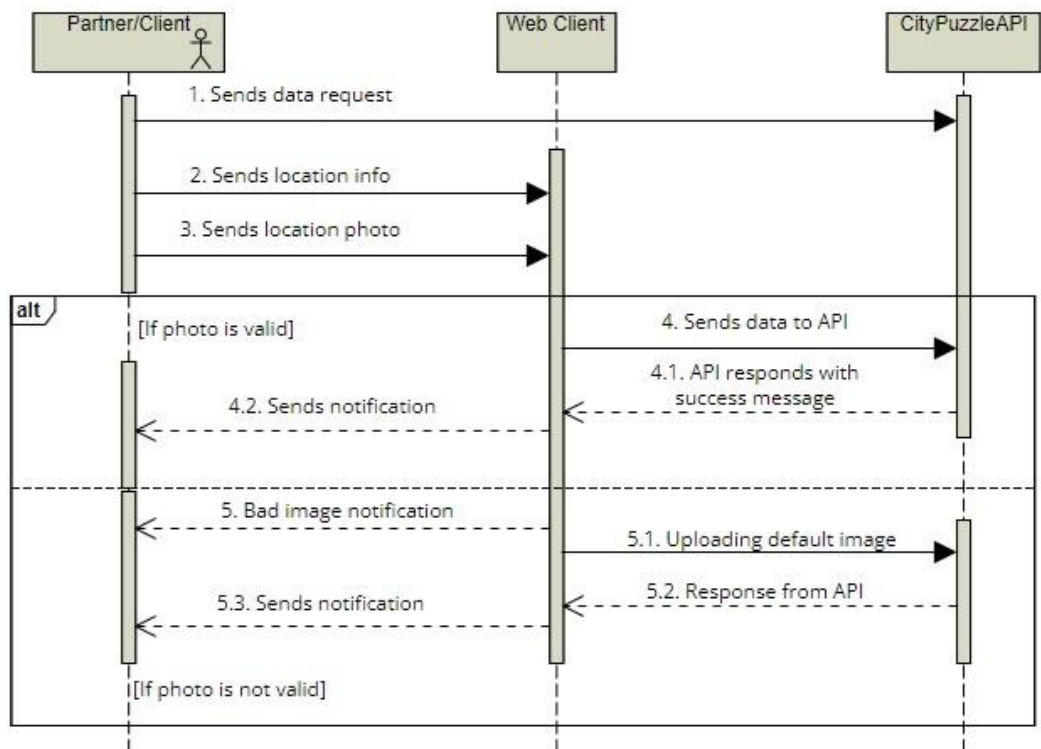 Partner/Client
Web Client
CityPuzzleAPI
1. Sends data request
2. Sends location info
3. Sends location photo
alt
[If photo is valid]
4. Sends data to API
4.1. API responds with
success message
4.2. Sends notification
5. Bad image notification
5.1. Uploading default image
5.2. Response from API
5.3. Sends notification
[If photo is not valid]